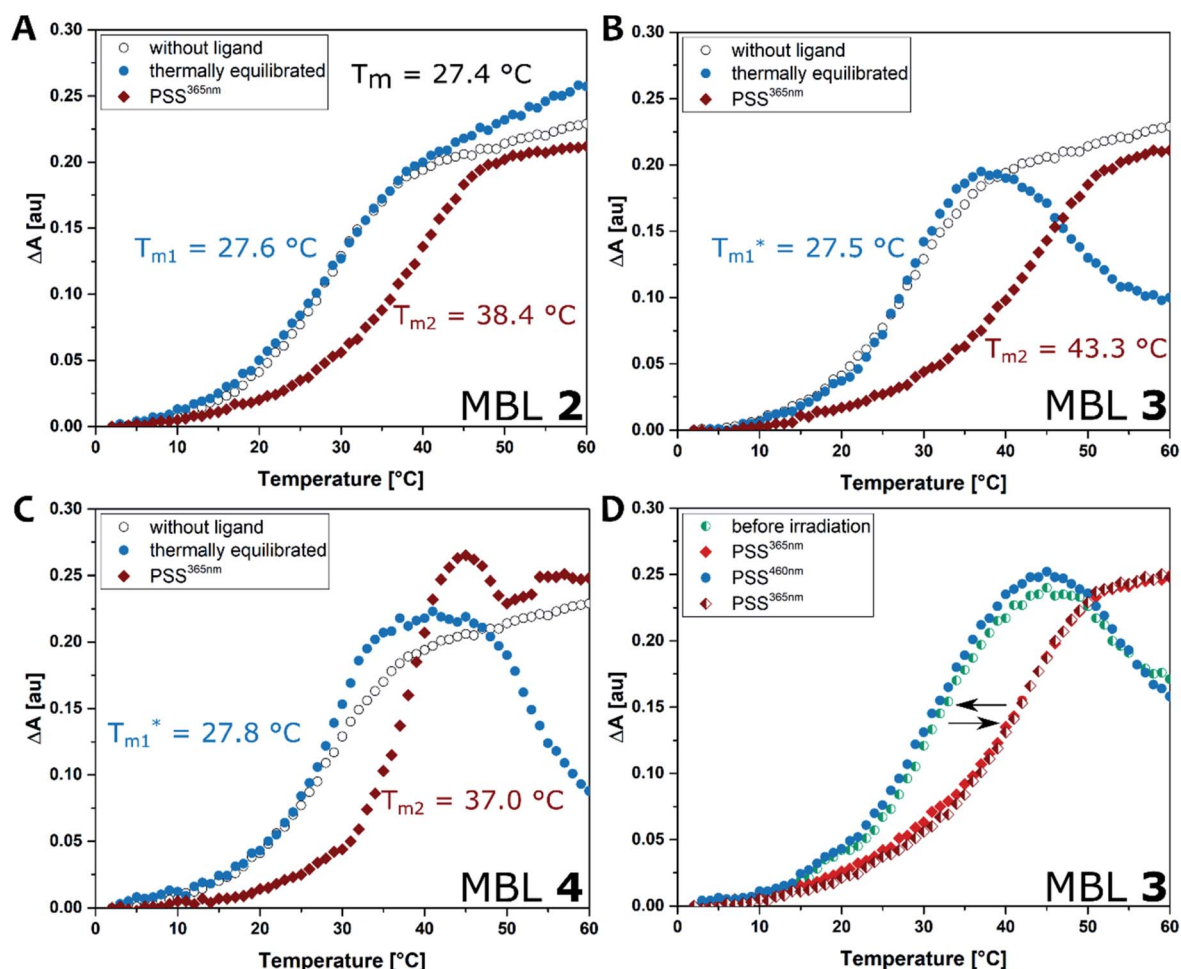 A
without ligand
thermally equilibrated
PSS365nm
Tm = 27.4 °C
Tm1 = 27.6 °C
Tm2 = 38.4 °C
MBL 2
ΔA [au]
0.30
0.25
0.20
0.15
0.10
0.05
0.00
0 10 20 30 40 50 60
Temperature [°C]
B
without ligand
thermally equilibrated
PSS365nm
Tm1* = 27.5 °C
Tm2 = 43.3 °C
MBL 3
ΔA [au]
0.30
0.25
0.20
0.15
0.10
0.05
0.00
0 10 20 30 40 50 60
Temperature [°C]
C
without ligand
thermally equilibrated
PSS365nm
Tm1* = 27.8 °C
Tm2 = 37.0 °C
MBL 4
ΔA [au]
0.30
0.25
0.20
0.15
0.10
0.05
0.00
0 10 20 30 40 50 60
Temperature [°C]
D
before irradiation
PSS365nm
PSS460nm
PSS365nm
MBL 3
ΔA [au]
0.30
0.25
0.20
0.15
0.10
0.05
0.00
0 10 20 30 40 50 60
Temperature [°C]